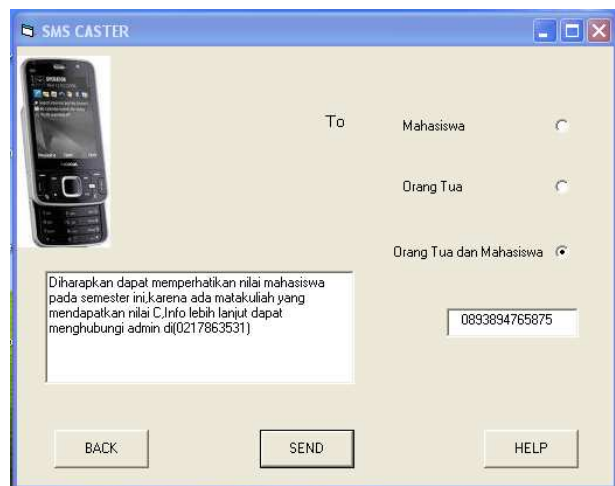 SMS CASTER
To
Mahasiswa
Orang Tua
Orang Tua dan Mahasiswa
Diharapkan dapat memperhatikan nilai mahasiswa
pada semester ini,karena ada matakuliah yang
mendapatkan nilai C,Info lebih lanjut dapat
menghubungi admin di(0217863531)
0893894765875
BACK
SEND
HELP